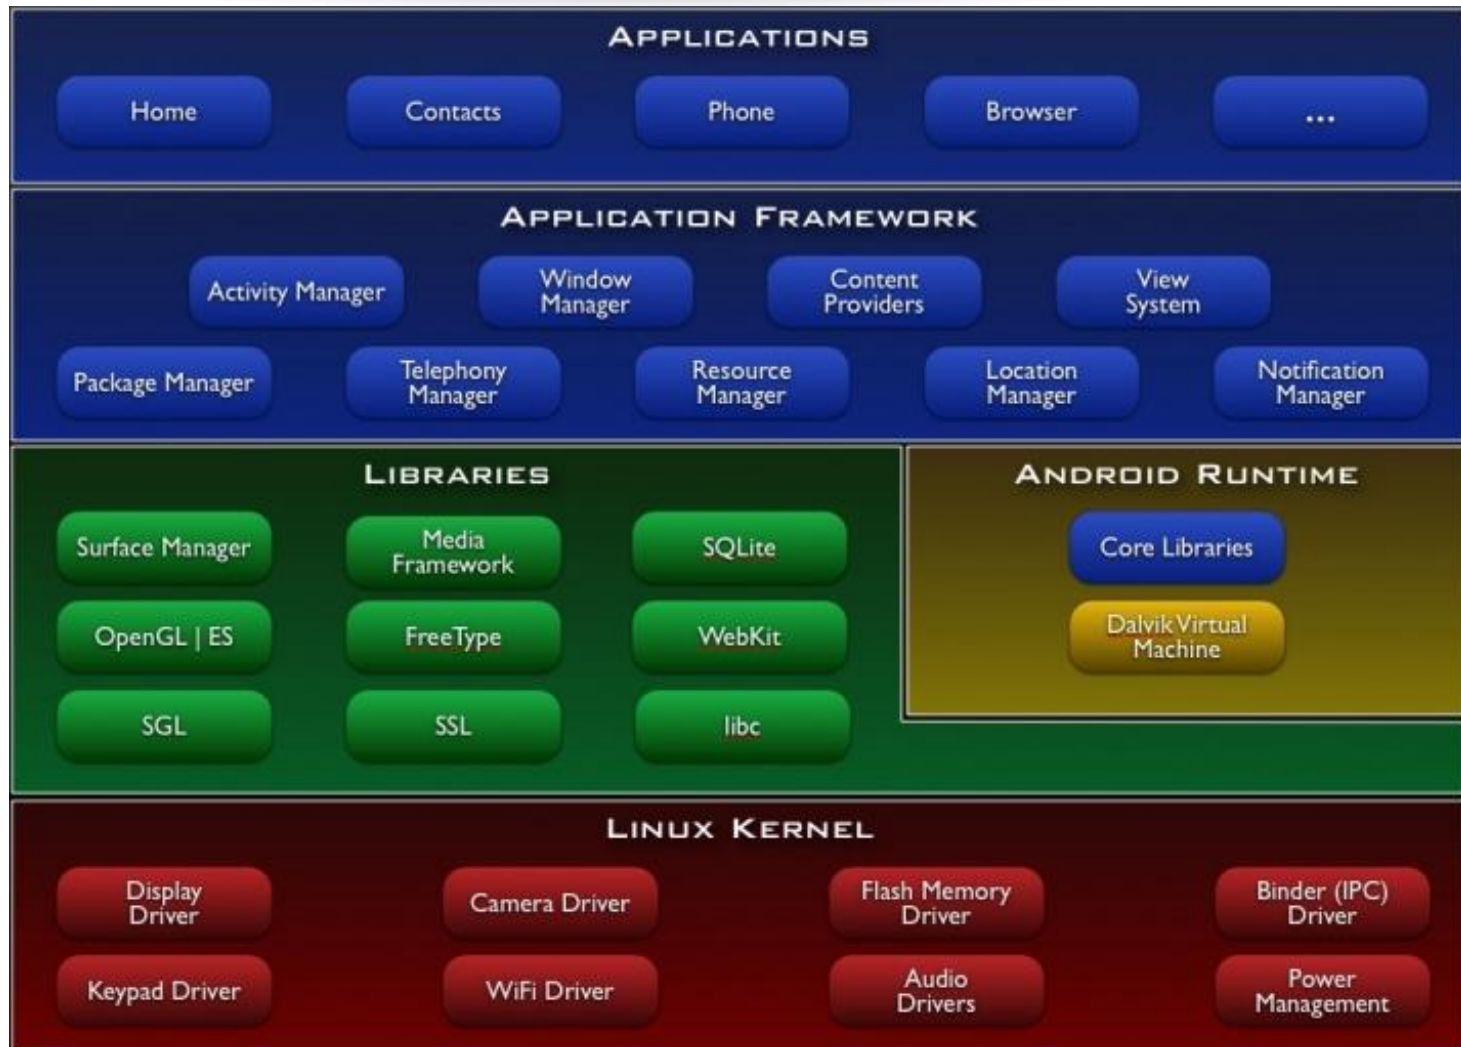 APPLICATIONS
Home
Contacts
Phone
Browser
...
APPLICATION FRAMEWORK
Activity Manager
Window
Manager
Content
Providers
View
System
Package Manager
Telephony
Manager
Resource
Manager
Location
Manager
Notification
Manager
LIBRARIES
Surface Manager
Media
Framework
SQLite
OpenGL | ES
FreeType
WebKit
SGL
SSL
libc
ANDROID RUNTIME
Core Libraries
Dalvik Virtual
Machine
LINUX KERNEL
Display
Driver
Camera Driver
Flash Memory
Driver
Binder (IPC)
Driver
Keypad Driver
WiFi Driver
Audio
Drivers
Power
Management